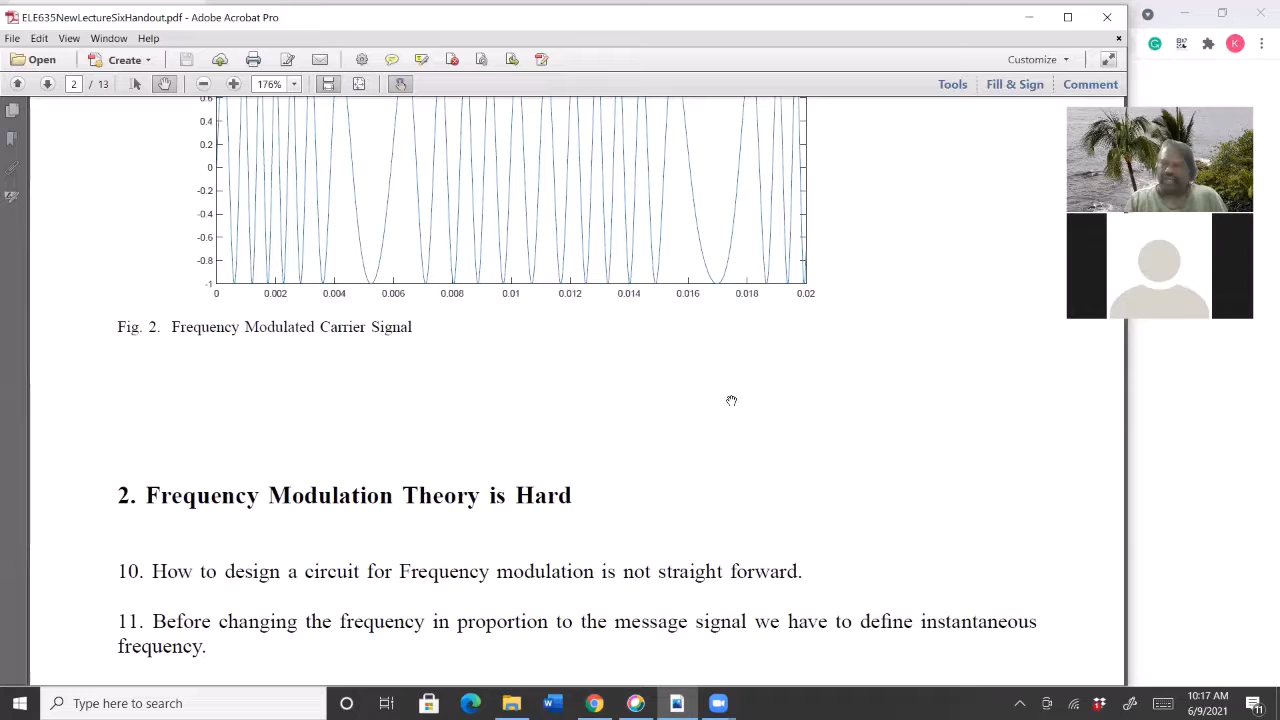 ELE635NewLectureSixHandout.pdf - Adobe Acrobat Pro
File Edit View Window Help
Open Create Customize
2 / 13 176% Tools Fill & Sign Comment
K
0.6
0.4
0.2
0
-0.2
-0.4
-0.6
-0.8
-1
0 0.002 0.004 0.006 0.008 0.01 0.012 0.014 0.016 0.018 0.02
Fig. 2. Frequency Modulated Carrier Signal
2. Frequency Modulation Theory is Hard
10. How to design a circuit for Frequency modulation is not straight forward.
11. Before changing the frequency in proportion to the message signal we have to define instantaneous
frequency.
Type here to search
10:17 AM
6/9/2021
11